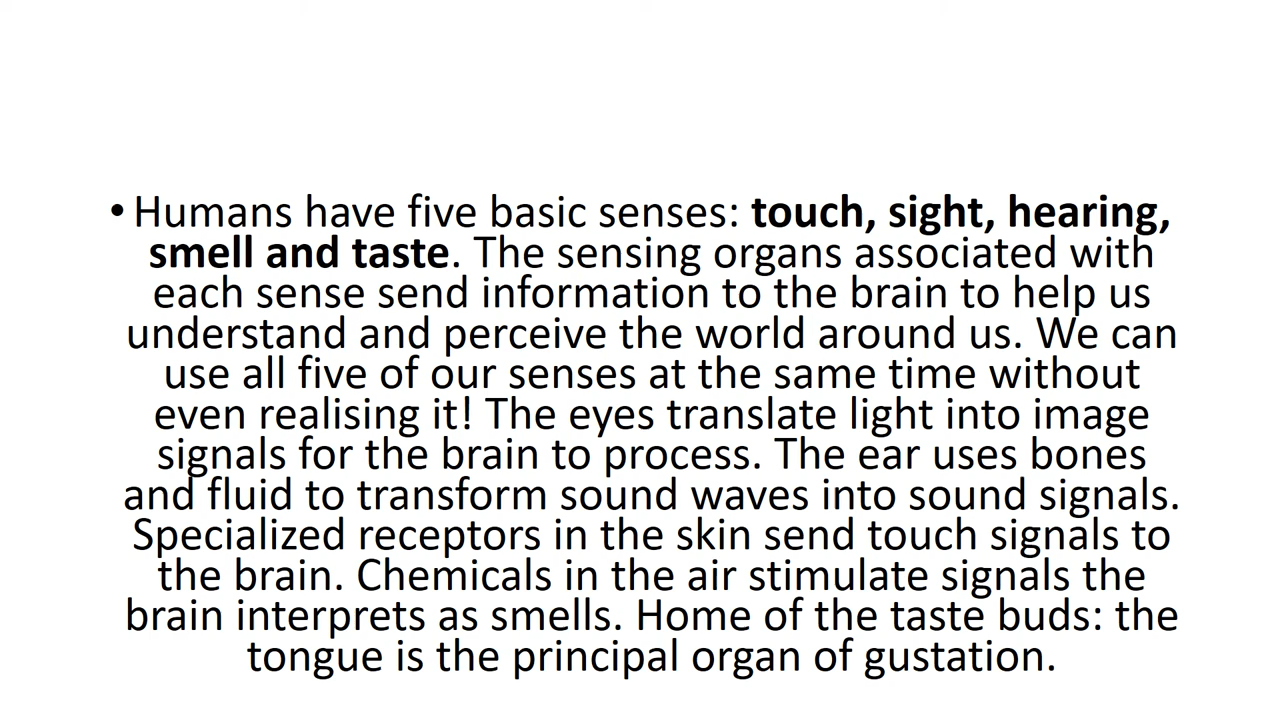 • Humans have five basic senses: touch, sight, hearing,
smell and taste. The sensing organs associated with
each sense send information to the brain to help us
understand and perceive the world around us. We can
use all five of our senses at the same time without
even realising it! The eyes translate light into image
signals for the brain to process. The ear uses bones
and fluid to transform sound waves into sound signals.
Specialized receptors in the skin send touch signals to
the brain. Chemicals in the air stimulate signals the
brain interprets as smells. Home of the taste buds: the
tongue is the principal organ of gustation.